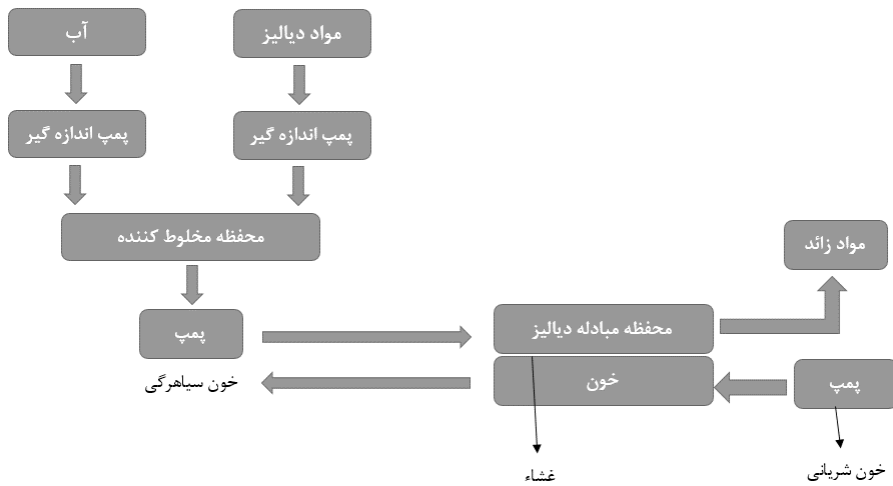 مواد دیالیز
آب
پمپ اندازه گیر
پمپ اندازه گیر
محفظه مخلوط کننده
مواد زائد
محفظه مبادله دیالیز
پمپ
خون
پمپ
خون سیاهرگی
غشاء
خون شریانی